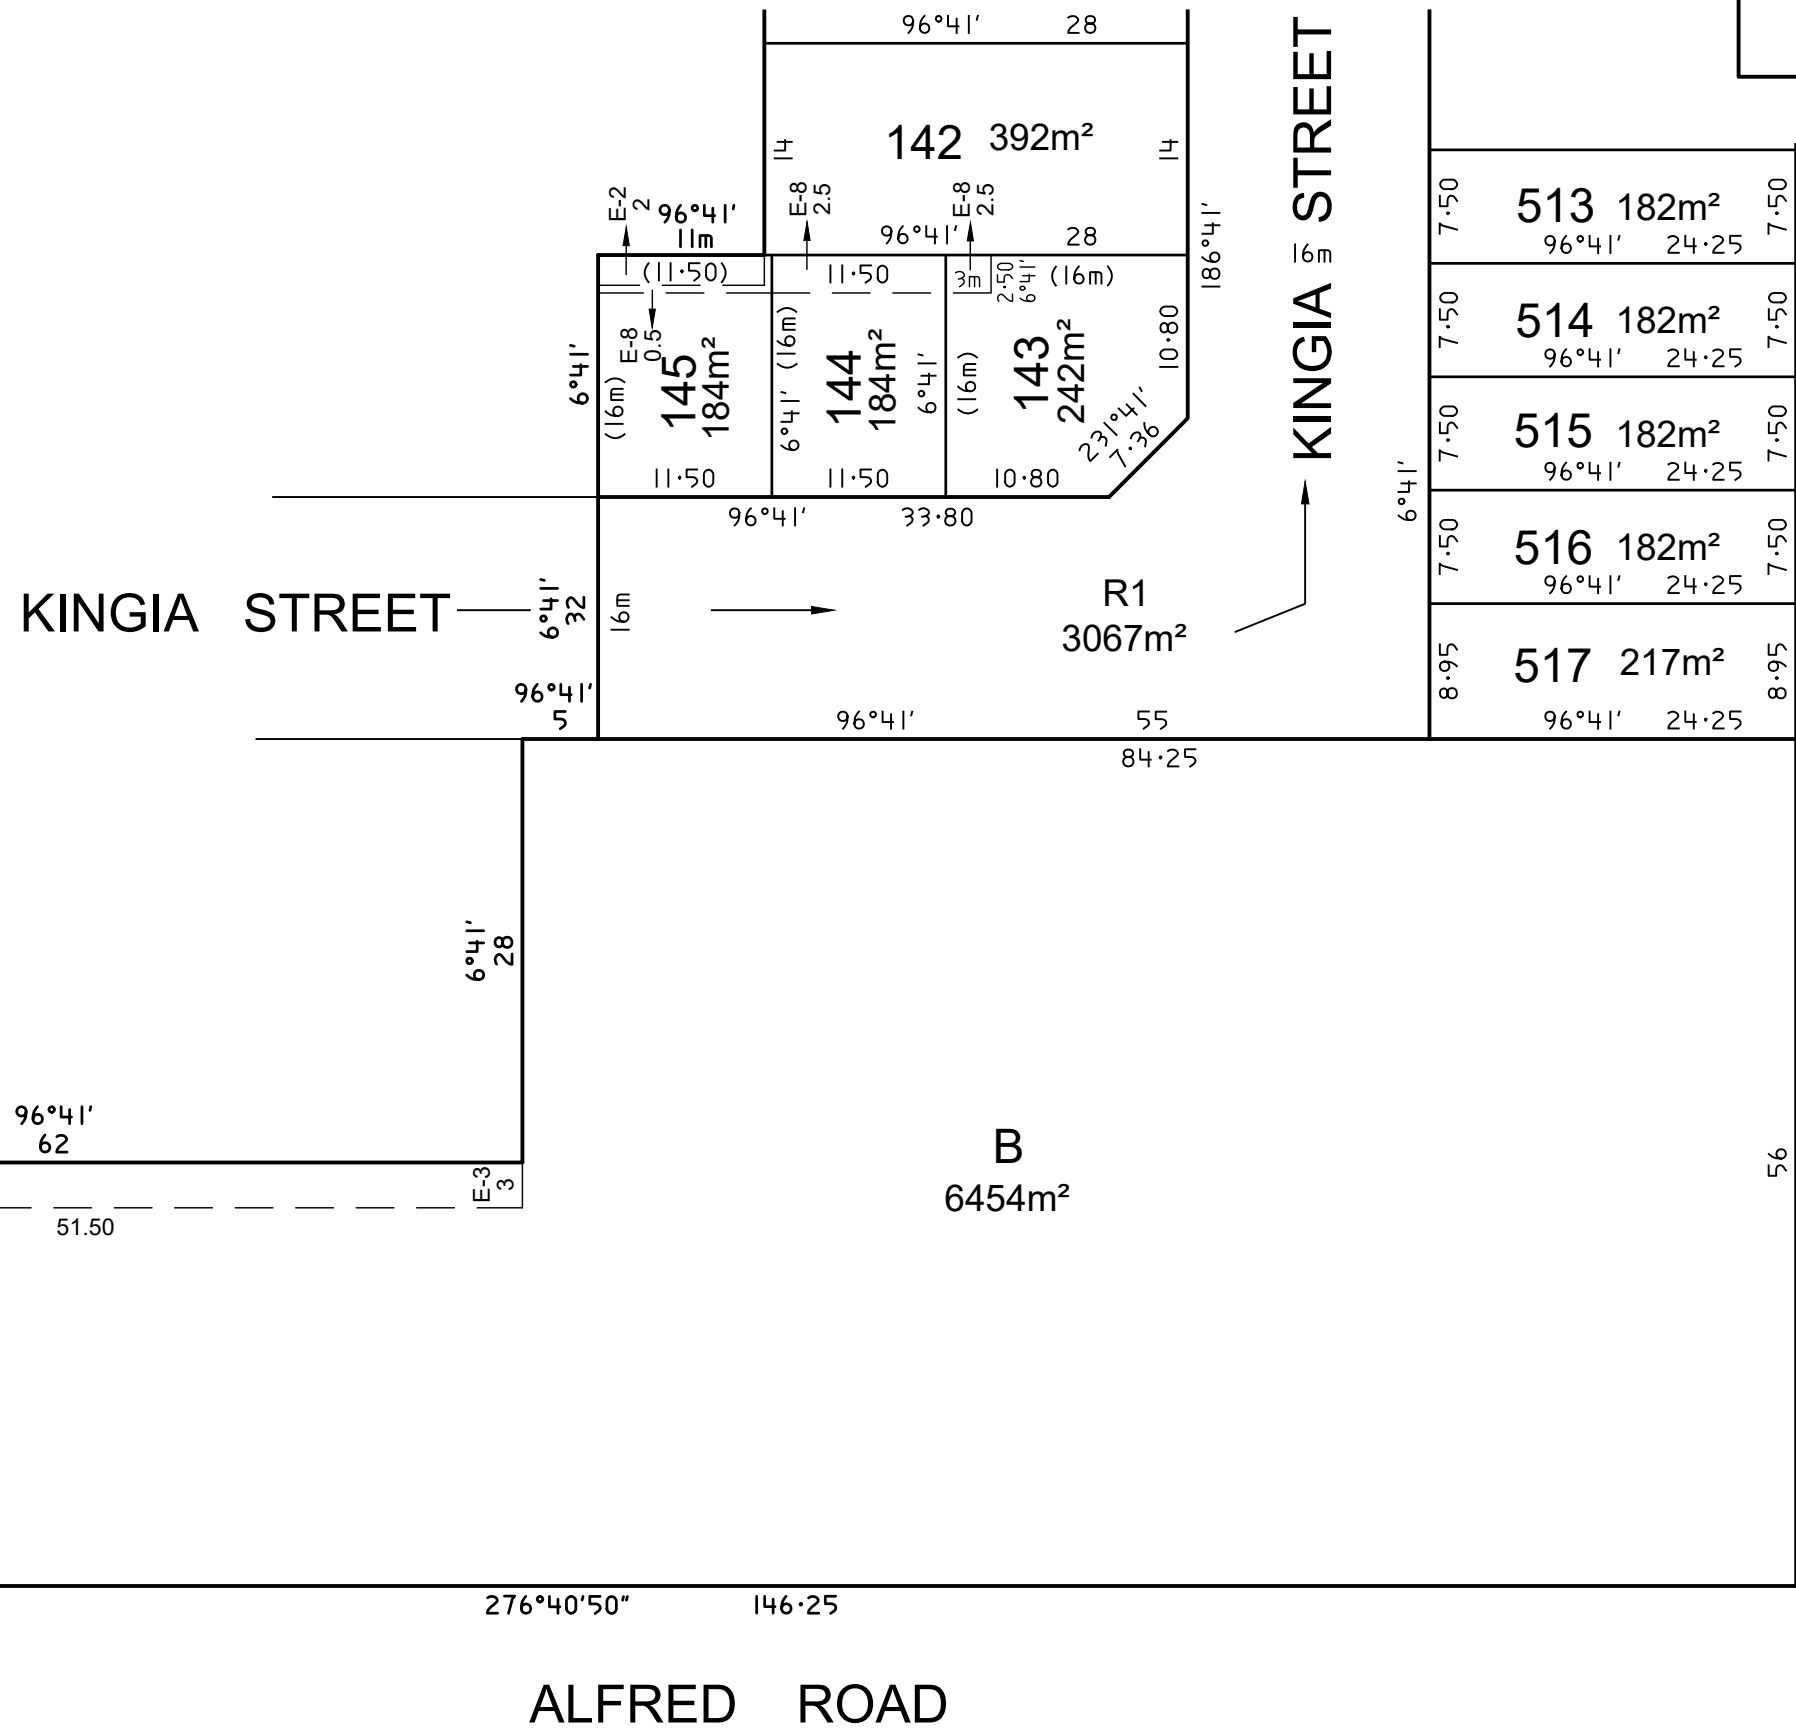 96°41' 28
142 392m²
14
14
E-2
2
96°41'
11m
E-8
2.5
E-8
2.5
96°41' 28
186°41'
KINGIA STREET
16m
(11·50)
11·50
3m
2·50
6°41'
(16m)
E-8
0.5
6°41'
(16m)
145
184m²
(16m)
6°41'
144
184m²
6°41'
(16m)
143
242m²
10·80
231°41'
7·36
11·50
11·50
10·80
96°41' 33·80
7·50
513 182m²
7·50
96°41' 24·25
7·50
514 182m²
7·50
96°41' 24·25
7·50
515 182m²
7·50
96°41' 24·25
6°41'
7·50
516 182m²
7·50
96°41' 24·25
8·95
517 217m²
8·95
96°41' 24·25
KINGIA STREET
6°41'
32
16m
R1
3067m²
96°41'
5
96°41' 55
84·25
6°41'
28
96°41'
62
E-3
3
51.50
B
6454m²
56
276°40'50" 146·25
ALFRED ROAD